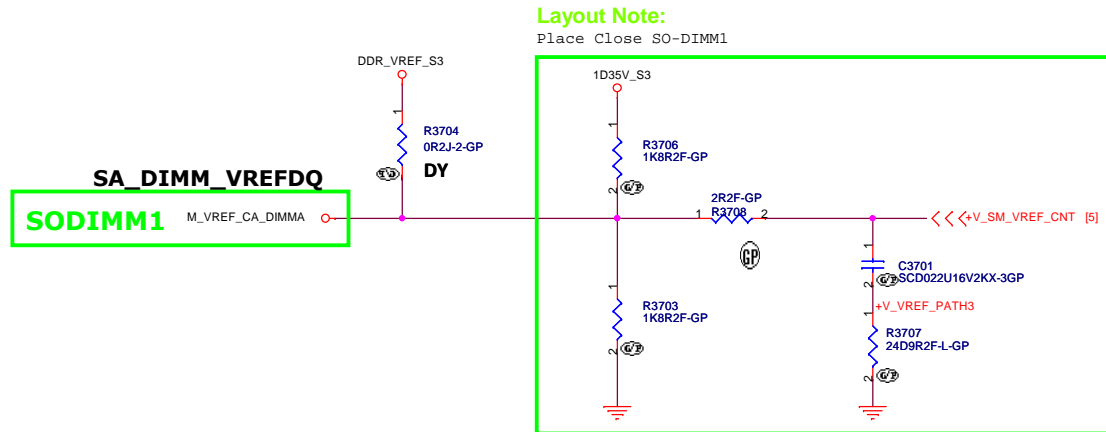 Layout Note:
Place Close SO-DIMM1
DDR_VREF_S3
1D35V_S3
1
R3704
0R2J-2-GP
DY
1
R3706
1K8R2F-GP
2
G/P
SA_DIMM_VREFDQ
SODIMM1
M_VREF_CA_DIMMA
2R2F-GP
1
R3708
2
GP
+V_SM_VREF_CNT [5]
1
C3701
SCD022U16V2KX-3GP
2
G/P
+V_VREF_PATH3
1
R3703
1K8R2F-GP
2
G/P
1
R3707
24D9R2F-L-GP
2
G/P